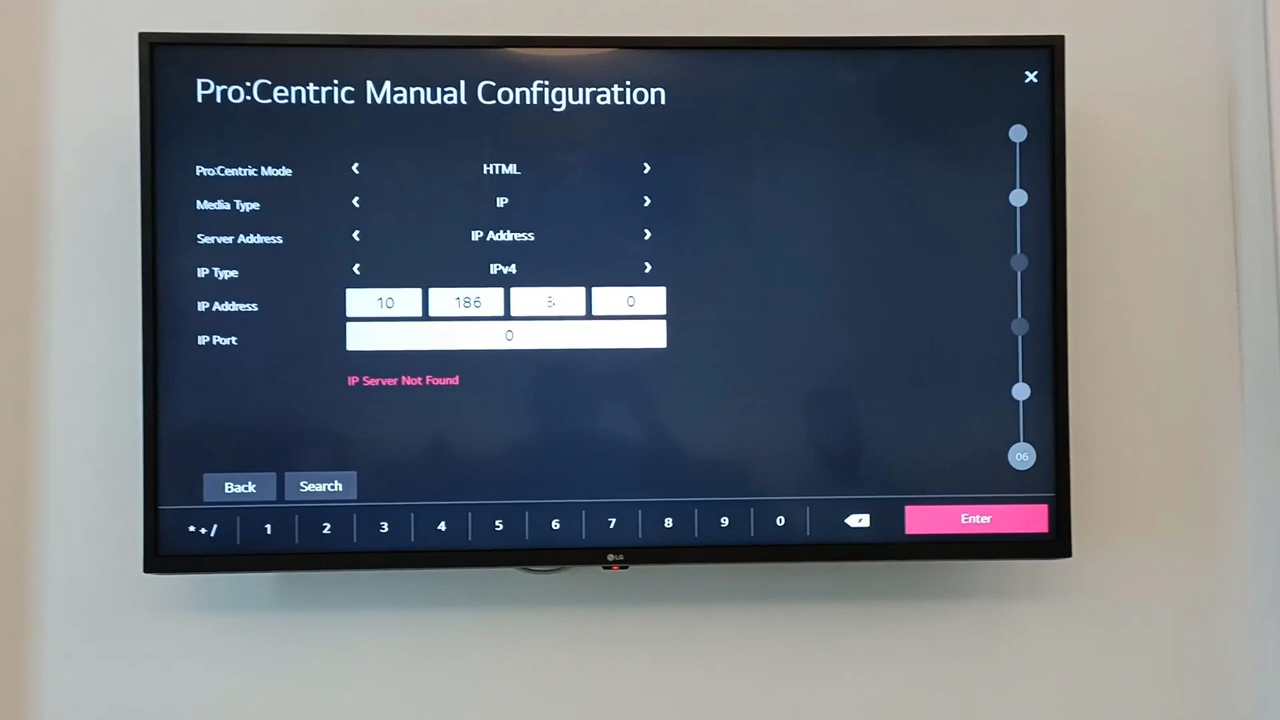 Pro:Centric Manual Configuration
Pro:Centric Mode HTML
Media Type IP
Server Address IP Address
IP Type IPv4
IP Address 10 186 0
IP Port 0
IP Server Not Found
06
Back Search
*+/ 1 2 3 4 5 6 7 8 9 0 Enter
LG